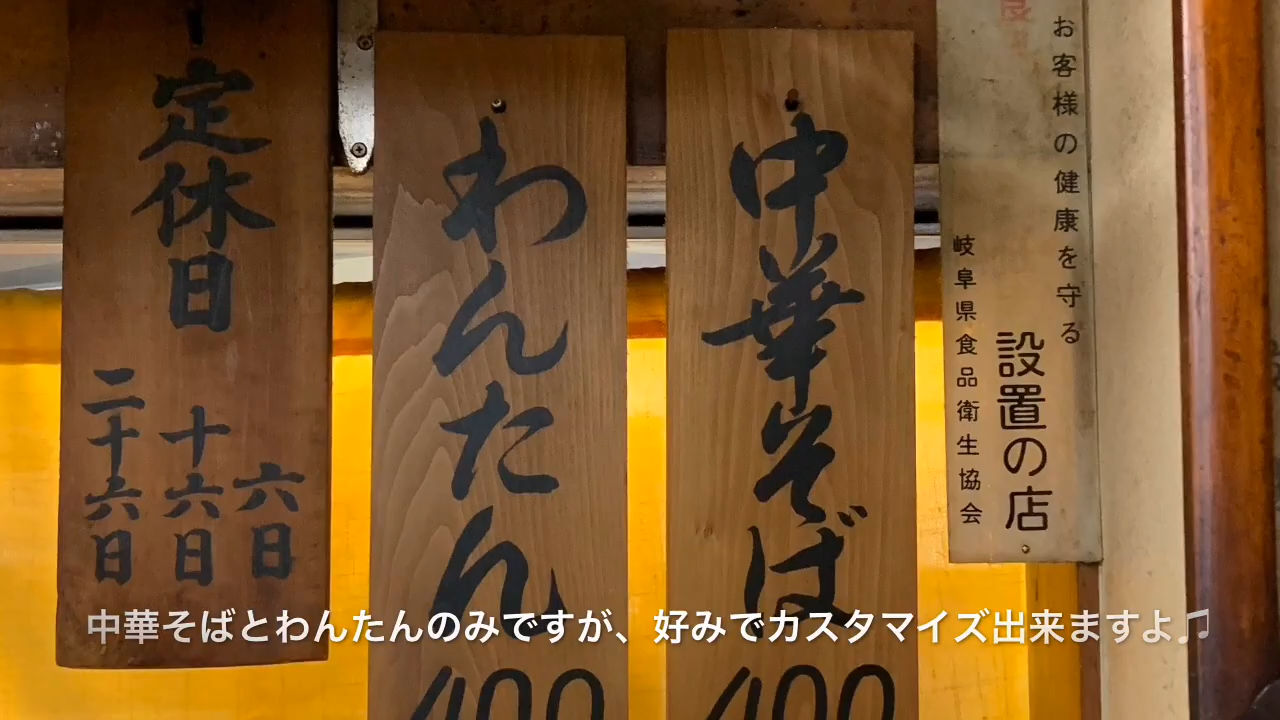 お客様の健康を守る
設置の店
岐阜県食品衛生協会
中華そば
400
わんたん
400
定休日
六日
十六日
二十六日
中華そばとわんたんのみですが、好みでカスタマイズ出来ますよ♫